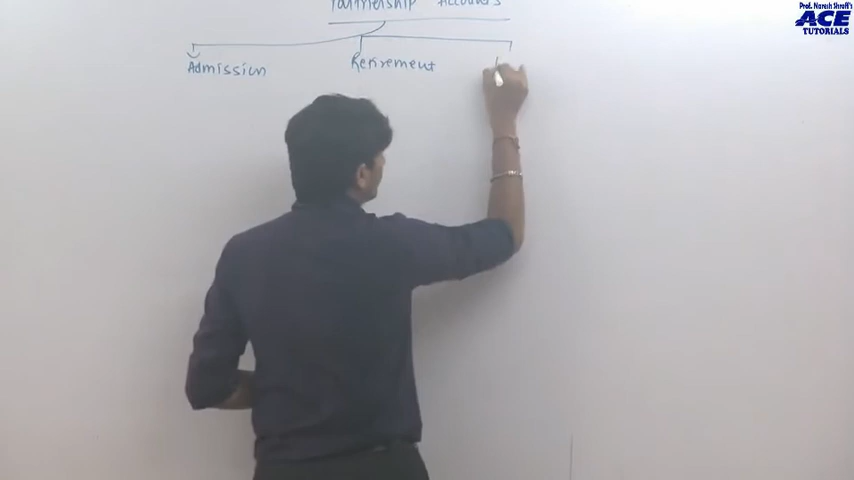 Partnership Accounts
Admission Retirement
Prof. Naresh Shroff's
ACE
TUTORIALS